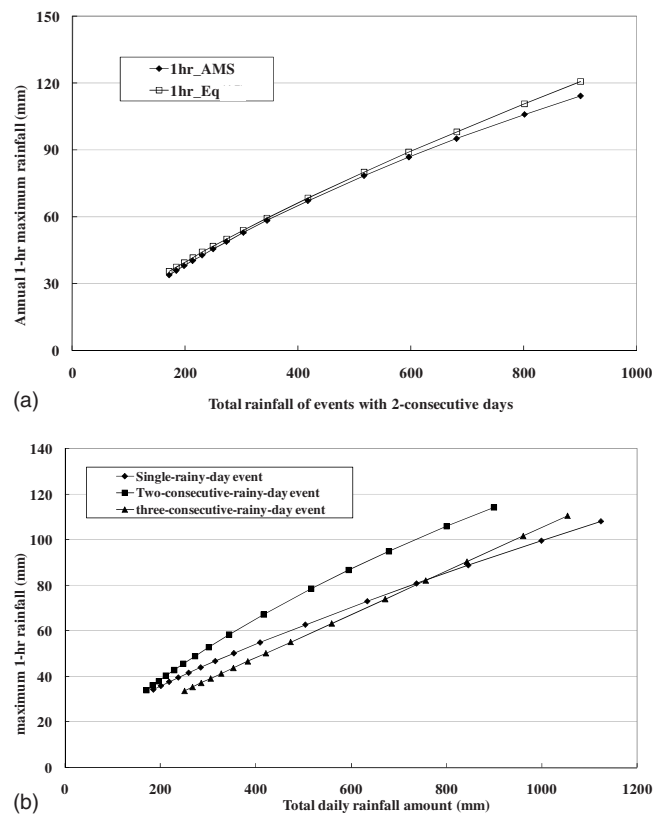 150
120
90
60
30
0
Annual 1-hr maximum rainfall (mm)
1hr_AMS
1hr_Eq
0 200 400 600 800 1000
(a)
Total rainfall of events with 2-consecutive days
140
120
100
80
60
40
20
0
maximum 1-hr rainfall (mm)
Single-rainy-day event
Two-consecutive-rainy-day event
three-consecutive-rainy-day event
0 200 400 600 800 1000 1200
(b)
Total daily rainfall amount (mm)